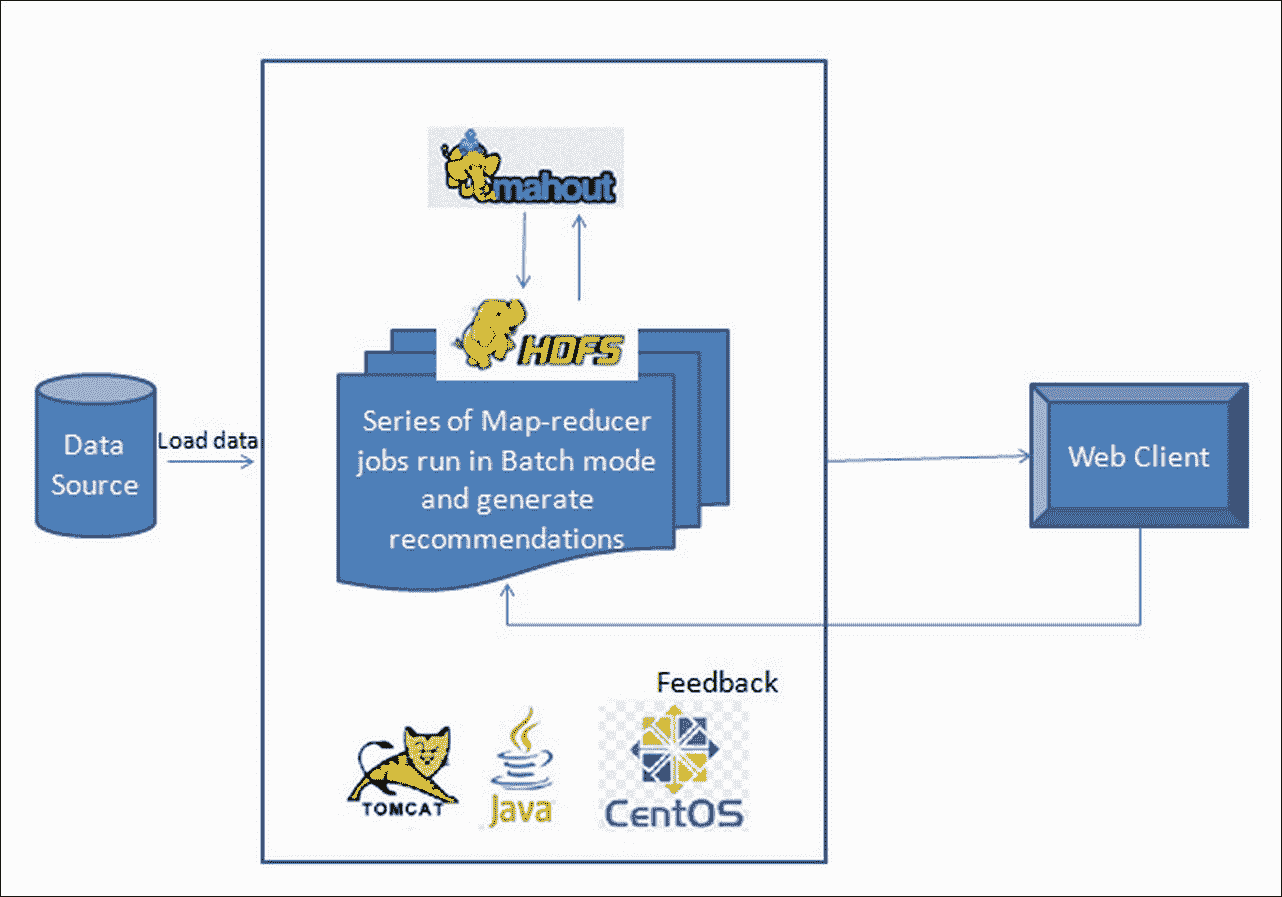 mahout
HDFS
Series of Map-reducer
jobs run in Batch mode
and generate
recommendations
Data
Source
Load data
Web Client
Feedback
TOMCAT
Java
CentOS